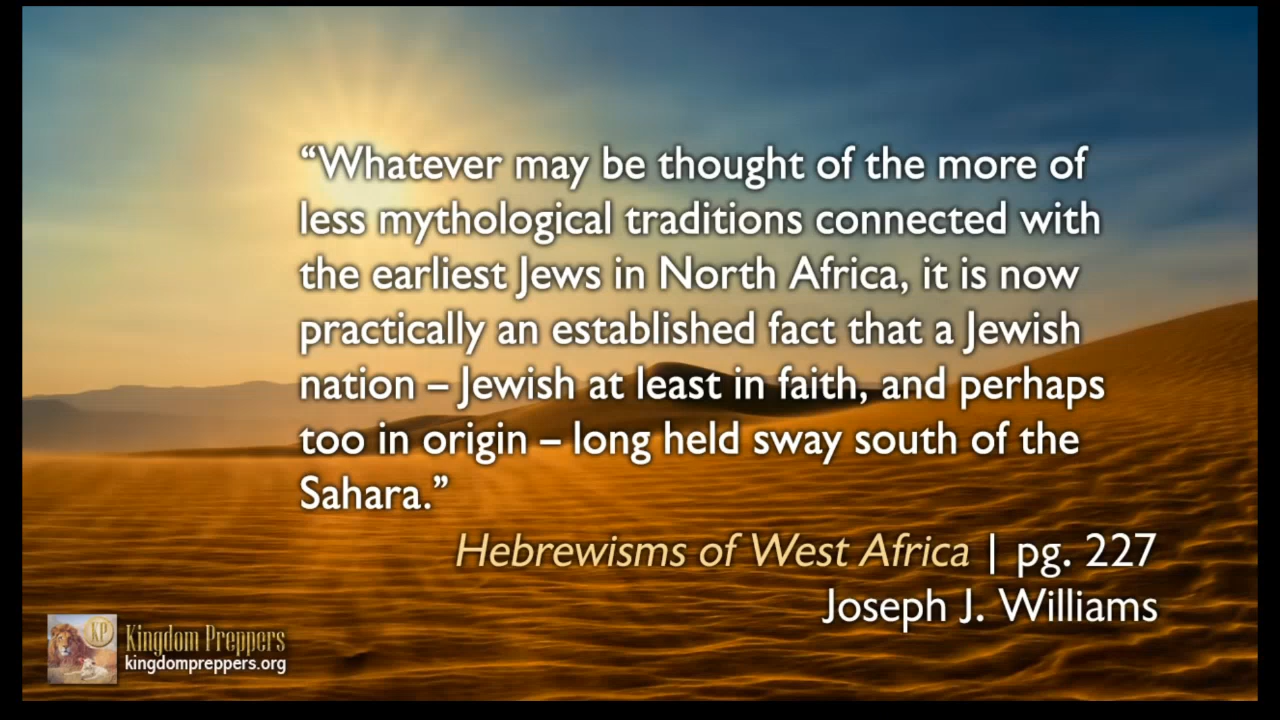 “Whatever may be thought of the more of
less mythological traditions connected with
the earliest Jews in North Africa, it is now
practically an established fact that a Jewish
nation – Jewish at least in faith, and perhaps
too in origin – long held sway south of the
Sahara.”
Hebrewisms of West Africa | pg. 227
Joseph J. Williams
KP
Kingdom Preppers
kingdompreppers.org